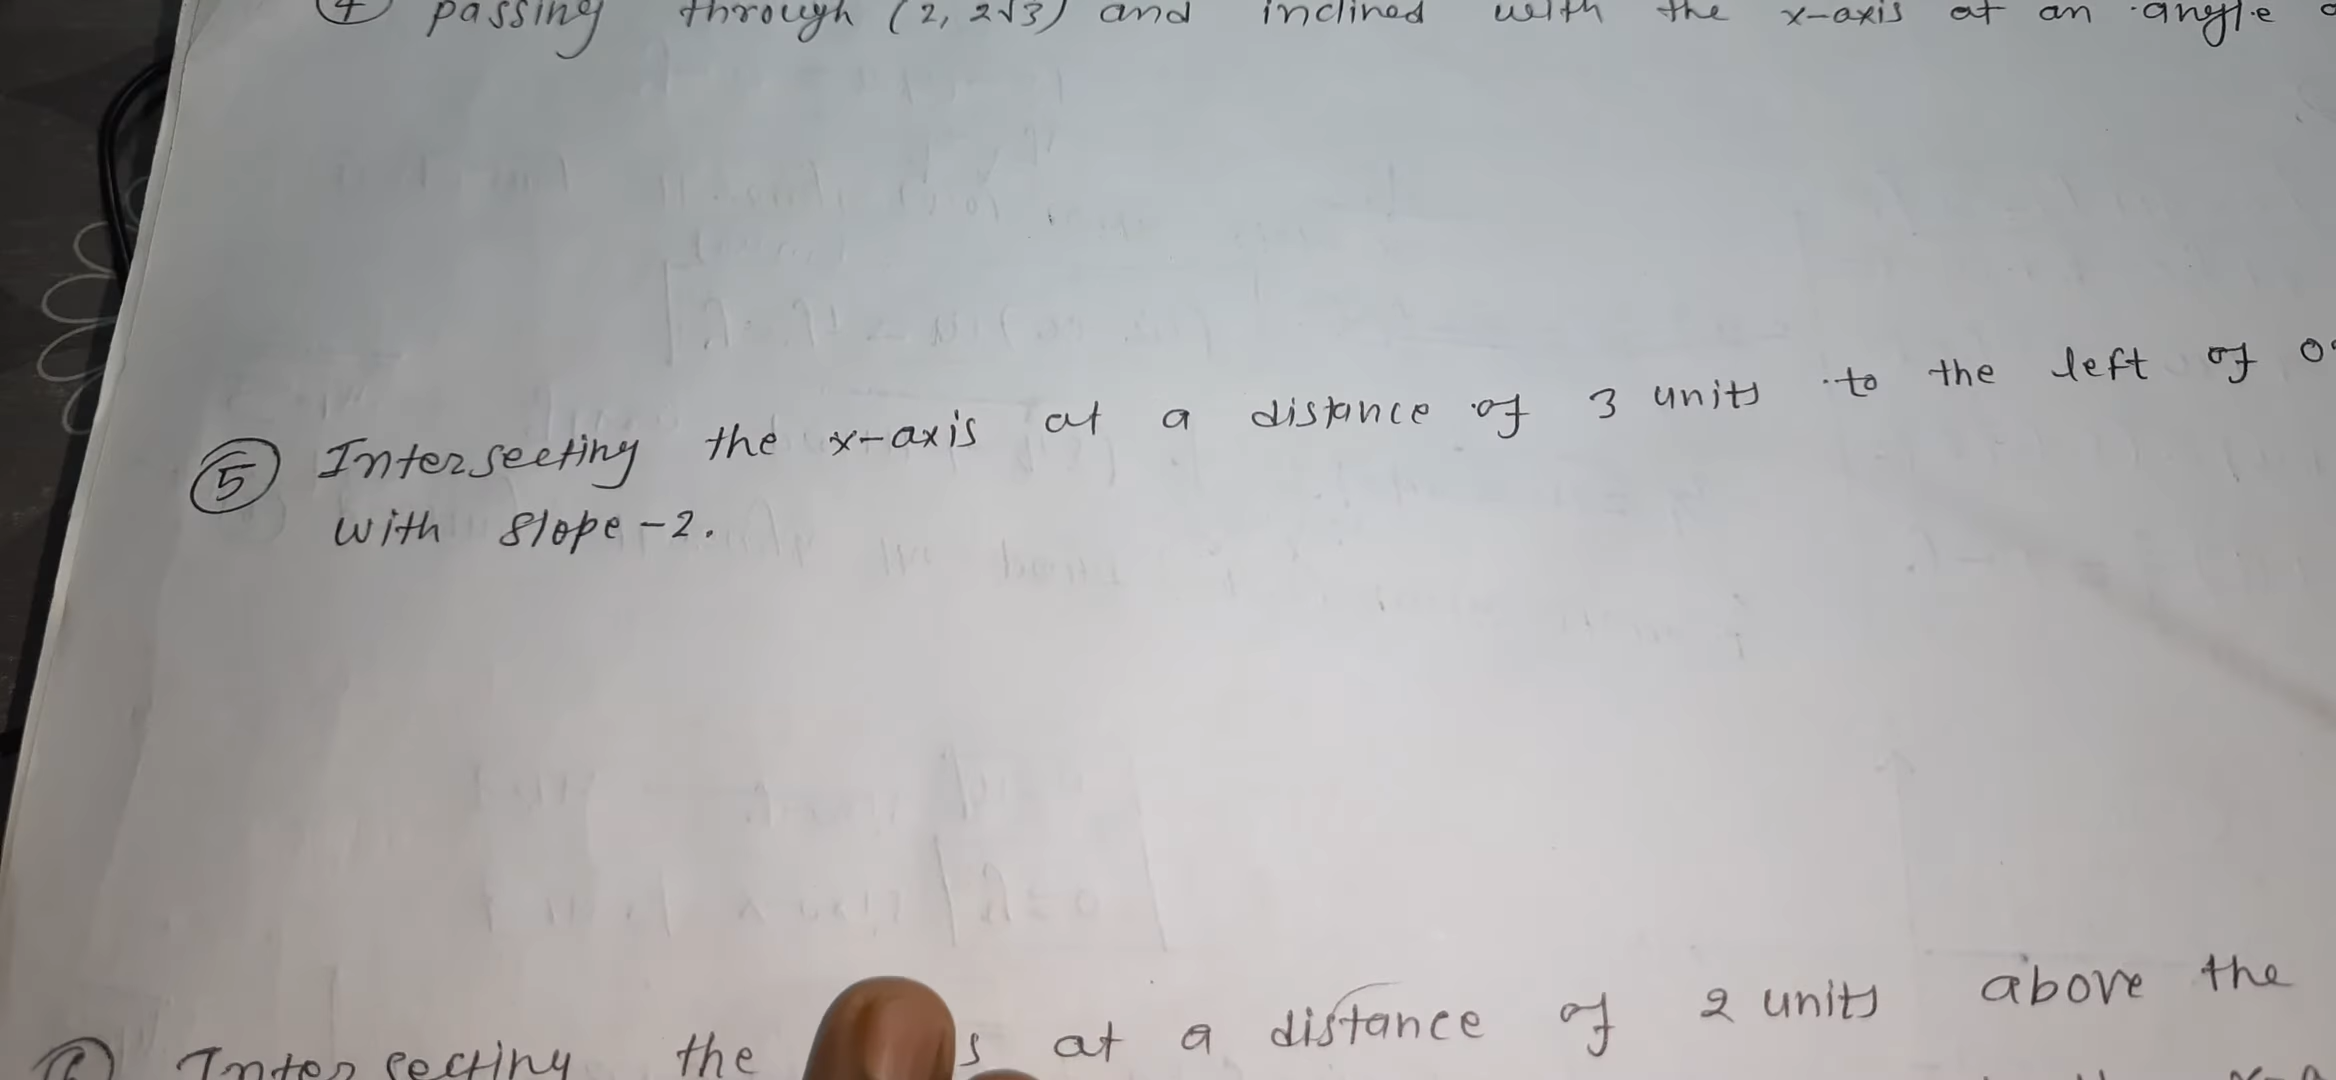 ④ passing through (2, 2√3) and inclined with the x-axis at an angle
⑤ Intersecting the x-axis at a distance of 3 units to the left of
with slope -2.
Intersecting the at a distance of 2 units above the